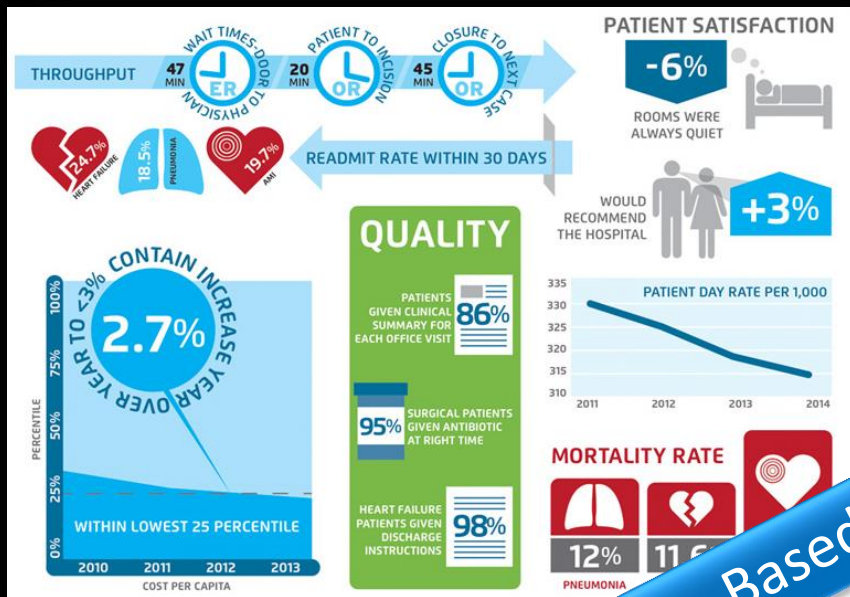 THROUGHPUT
47 MIN
WAIT TIMES-DOOR TO PHYSICIAN
ER
20 MIN
PATIENT TO INCISION
OR
45 MIN
CLOSURE TO NEXT CASE
OR
24.7%
HEART FAILURE
18.5%
PNEUMONIA
19.7%
AMI
READMIT RATE WITHIN 30 DAYS
PATIENT SATISFACTION
-6%
ROOMS WERE
ALWAYS QUIET
WOULD
RECOMMEND
THE HOSPITAL
+3%
CONTAIN INCREASE YEAR OVER YEAR TO <3%
2.7%
PERCENTILE
100%
75%
50%
25%
0%
WITHIN LOWEST 25 PERCENTILE
2010 2011 2012 2013
COST PER CAPITA
QUALITY
PATIENTS
GIVEN CLINICAL
SUMMARY FOR
EACH OFFICE VISIT
86%
95%
SURGICAL PATIENTS
GIVEN ANTIBIOTIC
AT RIGHT TIME
HEART FAILURE
PATIENTS GIVEN
DISCHARGE
INSTRUCTIONS
98%
PATIENT DAY RATE PER 1,000
335
330
325
320
315
310
2011 2012 2013 2014
MORTALITY RATE
12%
PNEUMONIA
Based